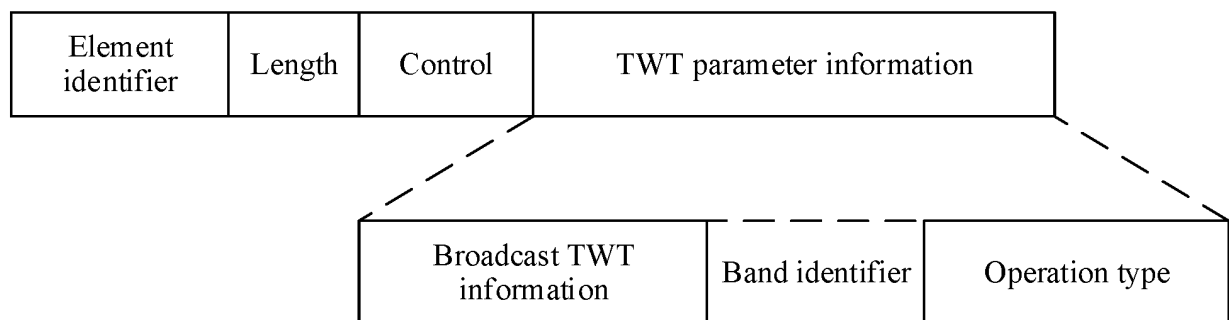 Element
identifier
Length
Control
TWT parameter information
Broadcast TWT
information
Band identifier
Operation type